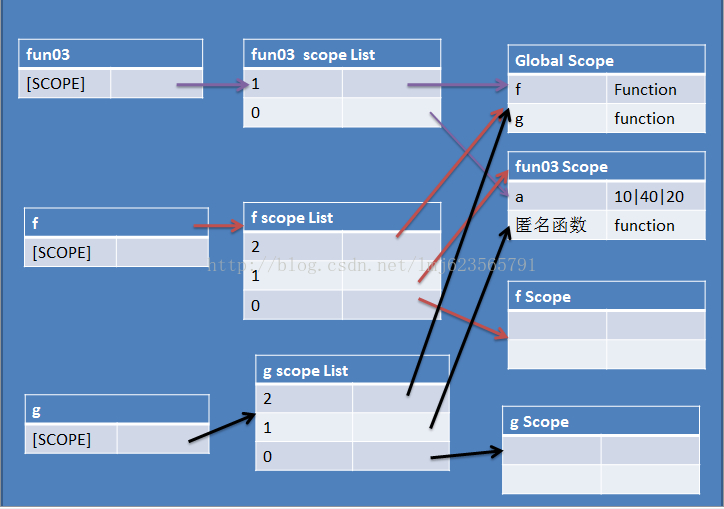 fun03
[SCOPE]
fun03 scope List
1
0
Global Scope
f Function
g function
fun03 Scope
a 10|40|20
匿名函数 function
f
[SCOPE]
f scope List
2
1
0
http://blog.csdn.net/lmj623565791
f Scope
g scope List
2
1
0
g
[SCOPE]
g Scope